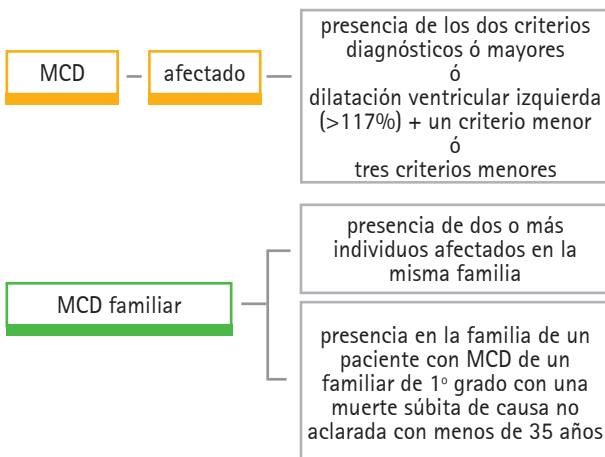 MCD
afectado
presencia de los dos criterios
diagnósticos ó mayores
ó
dilatación ventricular izquierda
(>117%) + un criterio menor
ó
tres criterios menores
MCD familiar
presencia de dos o más
individuos afectados en la
misma familia
presencia en la familia de un
paciente con MCD de un
familiar de 1º grado con una
muerte súbita de causa no
aclarada con menos de 35 años